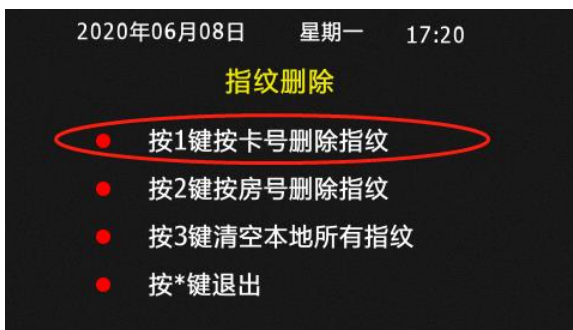 2020年06月08日 星期一 17:20
指纹删除
按1键按卡号删除指纹
按2键按房号删除指纹
按3键清空本地所有指纹
按*键退出